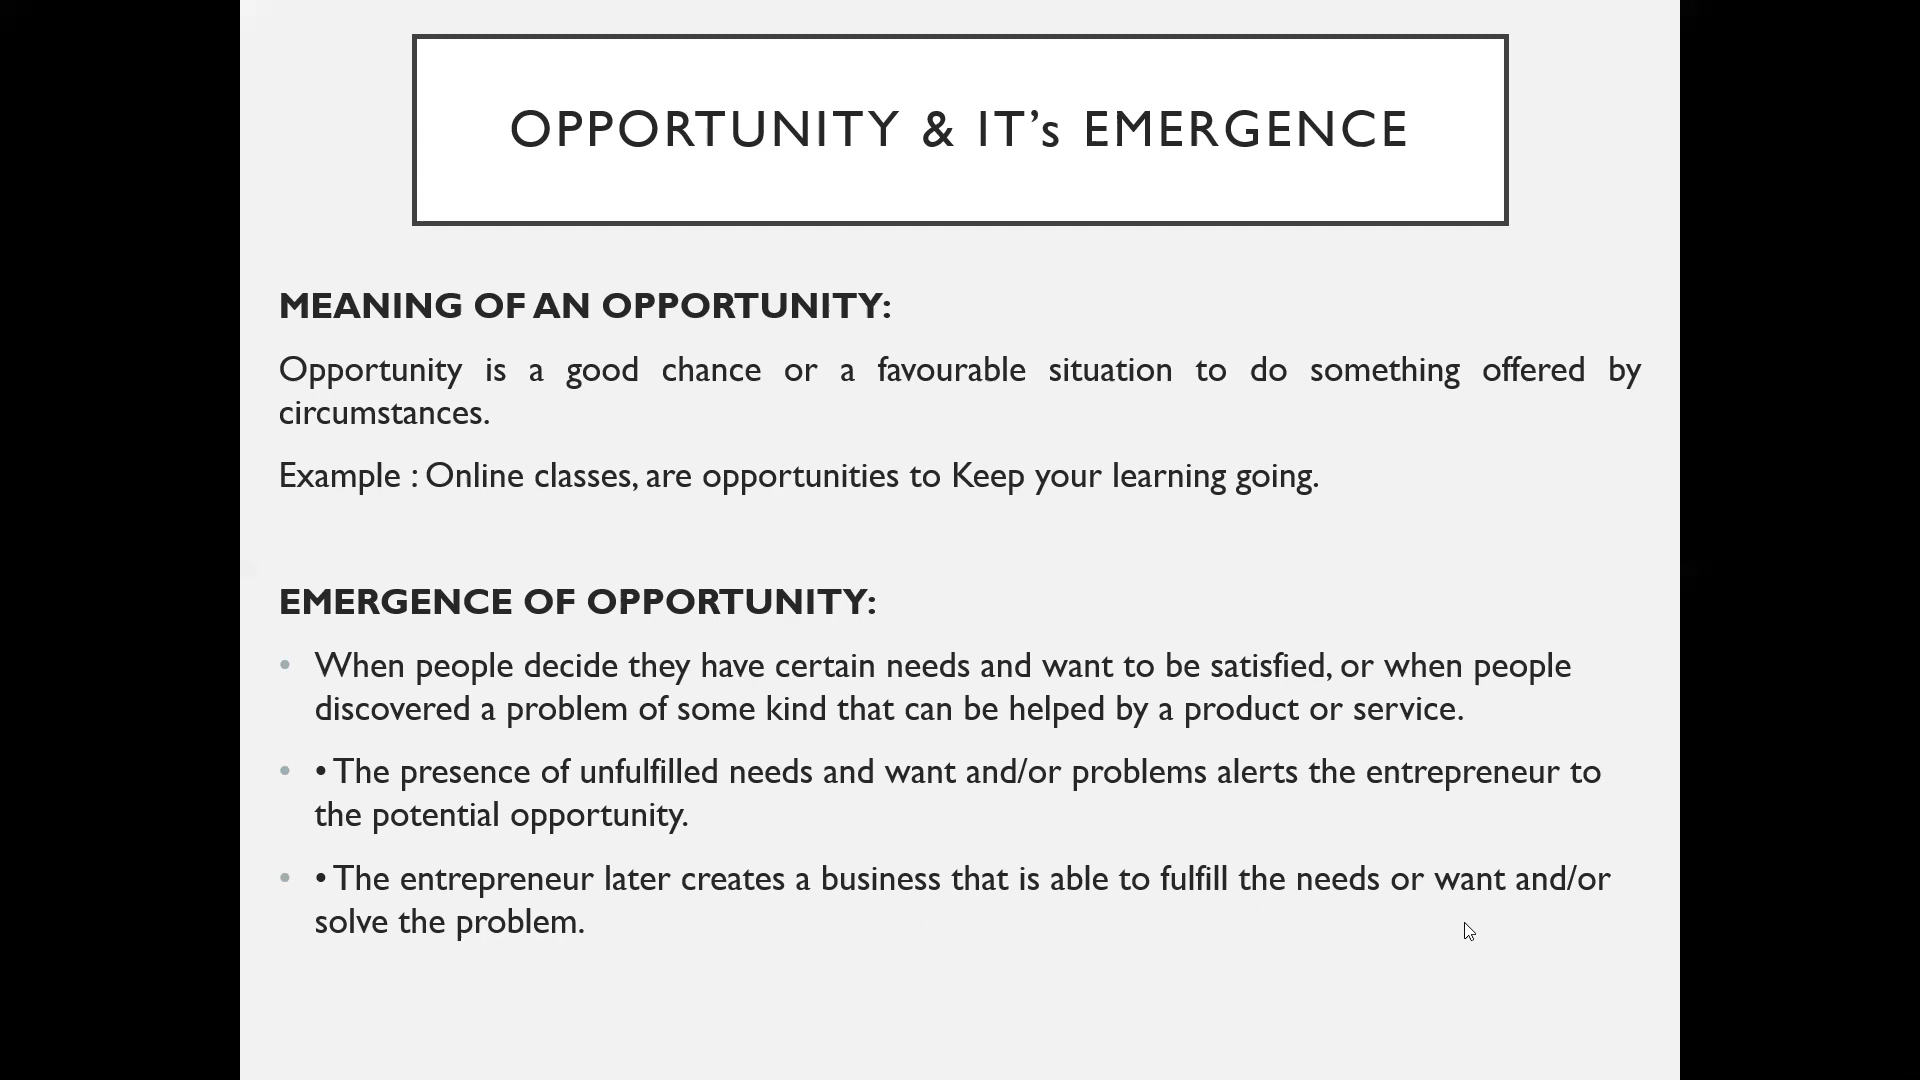 OPPORTUNITY & IT’s EMERGENCE
MEANING OF AN OPPORTUNITY:
Opportunity is a good chance or a favourable situation to do something offered by
circumstances.
Example : Online classes, are opportunities to Keep your learning going.
EMERGENCE OF OPPORTUNITY:
• When people decide they have certain needs and want to be satisfied, or when people
discovered a problem of some kind that can be helped by a product or service.
• • The presence of unfulfilled needs and want and/or problems alerts the entrepreneur to
the potential opportunity.
• • The entrepreneur later creates a business that is able to fulfill the needs or want and/or
solve the problem.